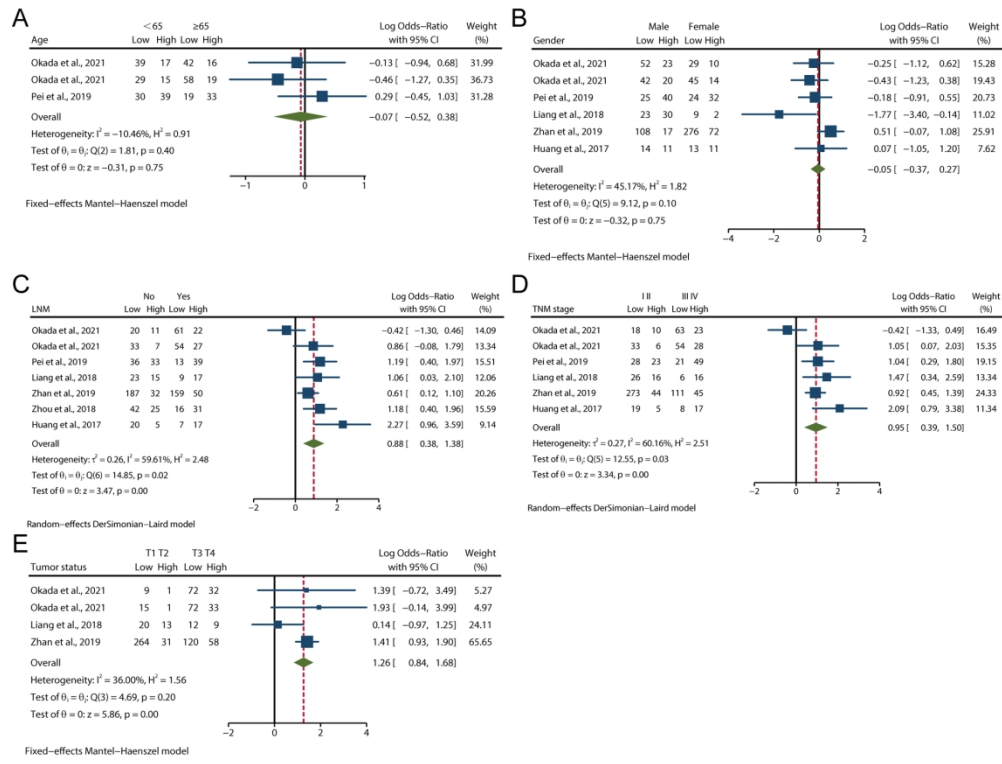 A
<65 ≥65 Log Odds−Ratio Weight
Age Low High Low High with 95% CI (%)
Okada et al., 2021 39 17 42 16 −0.13 [ −0.94, 0.68] 31.99
Okada et al., 2021 29 15 58 19 −0.46 [ −1.27, 0.35] 36.73
Pei et al., 2019 30 39 19 33 0.29 [ −0.45, 1.03] 31.28
Overall −0.07 [ −0.52, 0.38]
Heterogeneity: I² = −10.46%, H² = 0.91
Test of θi = θj: Q(2) = 1.81, p = 0.40
Test of θ = 0: z = −0.31, p = 0.75
−1 0 1
Fixed−effects Mantel−Haenszel model
B
Male Female Log Odds−Ratio Weight
Gender Low High Low High with 95% CI (%)
Okada et al., 2021 52 23 29 10 −0.25 [ −1.12, 0.62] 15.28
Okada et al., 2021 42 20 45 14 −0.43 [ −1.23, 0.38] 19.43
Pei et al., 2019 25 40 24 32 −0.18 [ −0.91, 0.55] 20.73
Liang et al., 2018 23 30 9 2 −1.77 [ −3.40, −0.14] 11.02
Zhan et al., 2019 108 17 276 72 0.51 [ −0.07, 1.08] 25.91
Huang et al., 2017 14 11 13 11 0.07 [ −1.05, 1.20] 7.62
Overall −0.05 [ −0.37, 0.27]
Heterogeneity: I² = 45.17%, H² = 1.82
Test of θi = θj: Q(5) = 9.12, p = 0.10
Test of θ = 0: z = −0.32, p = 0.75
−4 −2 0 2
Fixed−effects Mantel−Haenszel model
C
No Yes Log Odds−Ratio Weight
LNM Low High Low High with 95% CI (%)
Okada et al., 2021 20 11 61 22 −0.42 [ −1.30, 0.46] 14.09
Okada et al., 2021 33 7 54 27 0.86 [ −0.08, 1.79] 13.34
Pei et al., 2019 36 33 13 39 1.19 [ 0.40, 1.97] 15.51
Liang et al., 2018 23 15 9 17 1.06 [ 0.03, 2.10] 12.06
Zhan et al., 2019 187 32 159 50 0.61 [ 0.12, 1.10] 20.26
Zhou et al., 2018 42 25 16 31 1.18 [ 0.40, 1.96] 15.59
Huang et al., 2017 20 5 7 17 2.27 [ 0.96, 3.59] 9.14
Overall 0.88 [ 0.38, 1.38]
Heterogeneity: τ² = 0.26, I² = 59.61%, H² = 2.48
Test of θi = θj: Q(6) = 14.85, p = 0.02
Test of θ = 0: z = 3.47, p = 0.00
−2 0 2 4
Random−effects DerSimonian−Laird model
D
I II III IV Log Odds−Ratio Weight
TNM stage Low High Low High with 95% CI (%)
Okada et al., 2021 18 10 63 23 −0.42 [ −1.33, 0.49] 16.49
Okada et al., 2021 33 6 54 28 1.05 [ 0.07, 2.03] 15.35
Pei et al., 2019 28 23 21 49 1.04 [ 0.29, 1.80] 19.15
Liang et al., 2018 26 16 6 16 1.47 [ 0.34, 2.59] 13.34
Zhan et al., 2019 273 44 111 45 0.92 [ 0.45, 1.39] 24.33
Huang et al., 2017 19 5 8 17 2.09 [ 0.79, 3.38] 11.34
Overall 0.95 [ 0.39, 1.50]
Heterogeneity: τ² = 0.27, I² = 60.16%, H² = 2.51
Test of θi = θj: Q(5) = 12.55, p = 0.03
Test of θ = 0: z = 3.34, p = 0.00
−2 0 2 4
Random−effects DerSimonian−Laird model
E
T1 T2 T3 T4 Log Odds−Ratio Weight
Tumor status Low High Low High with 95% CI (%)
Okada et al., 2021 9 1 72 32 1.39 [ −0.72, 3.49] 5.27
Okada et al., 2021 15 1 72 33 1.93 [ −0.14, 3.99] 4.97
Liang et al., 2018 20 13 12 9 0.14 [ −0.97, 1.25] 24.11
Zhan et al., 2019 264 31 120 58 1.41 [ 0.93, 1.90] 65.65
Overall 1.26 [ 0.84, 1.68]
Heterogeneity: I² = 36.00%, H² = 1.56
Test of θi = θj: Q(3) = 4.69, p = 0.20
Test of θ = 0: z = 5.86, p = 0.00
−2 0 2 4
Fixed−effects Mantel−Haenszel model